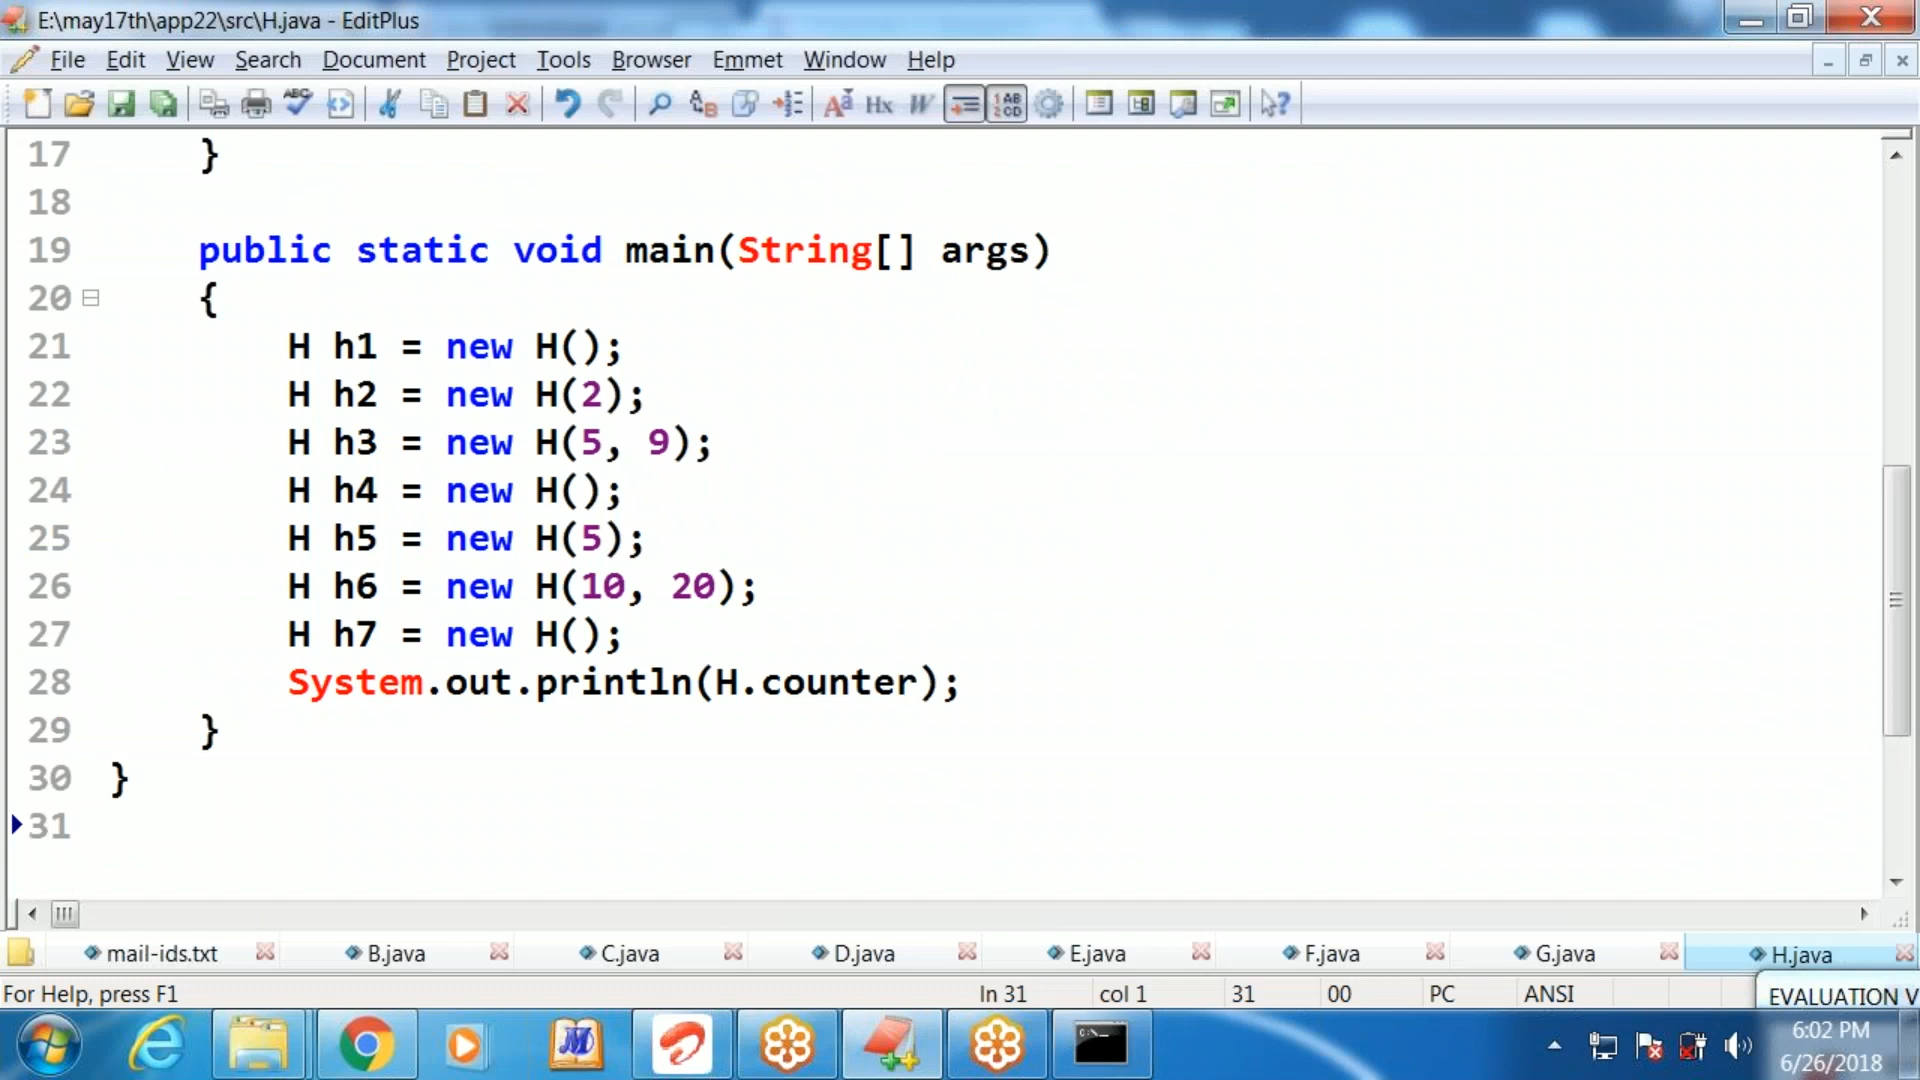 E:\may17th\app22\src\H.java - EditPlus
File Edit View Search Document Project Tools Browser Emmet Window Help
17 }
18
19 public static void main(String[] args)
20 {
21 H h1 = new H();
22 H h2 = new H(2);
23 H h3 = new H(5, 9);
24 H h4 = new H();
25 H h5 = new H(5);
26 H h6 = new H(10, 20);
27 H h7 = new H();
28 System.out.println(H.counter);
29 }
30 }
31
mail-ids.txt B.java C.java D.java E.java F.java G.java H.java
For Help, press F1 ln 31 col 1 31 00 PC ANSI EVALUATION V
6:02 PM
6/26/2018